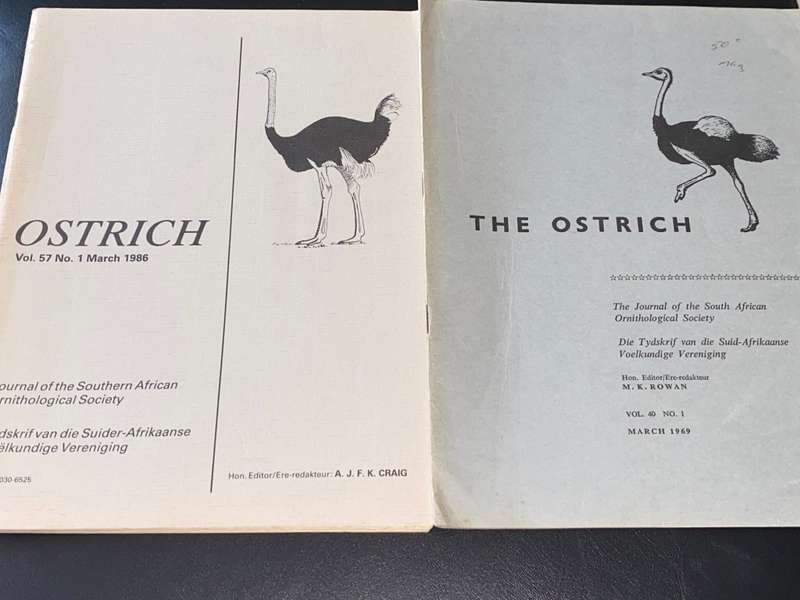 OSTRICH
Vol. 57 No. 1 March 1986
ournal of the Southern African
rnithological Society
dskrif van die Suider-Afrikaanse
ëlkundige Vereniging
030-6525
Hon. Editor/Ere-redakteur: A. J. F. K. CRAIG
50
THE OSTRICH
The Journal of the South African
Ornithological Society
Die Tydskrif van die Suid-Afrikaanse
Voelkundige Vereniging
Hon. Editor/Ere-redakteur
M. K. ROWAN
VOL. 40 NO. 1
MARCH 1969